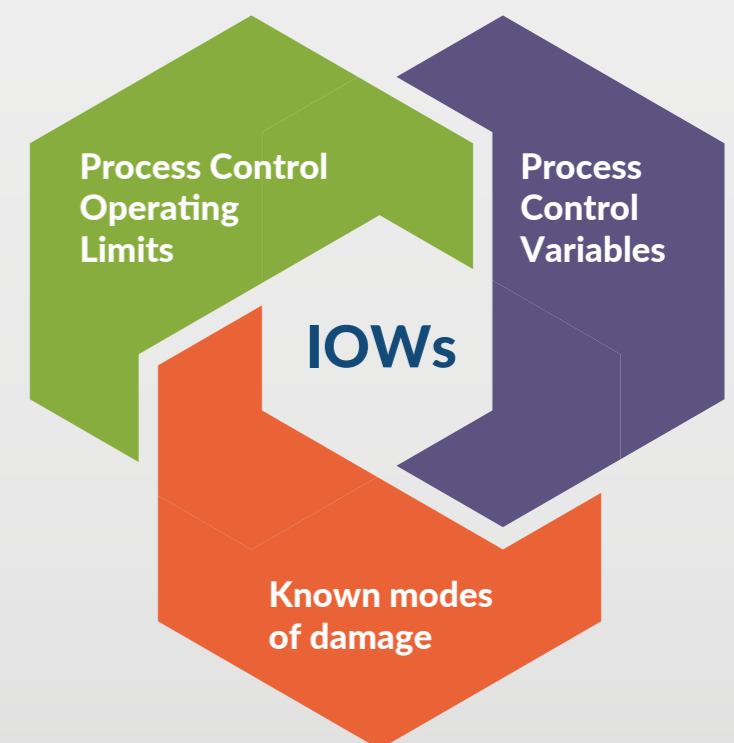 Process Control
Operating
Limits
Process
Control
Variables
IOWs
Known modes
of damage